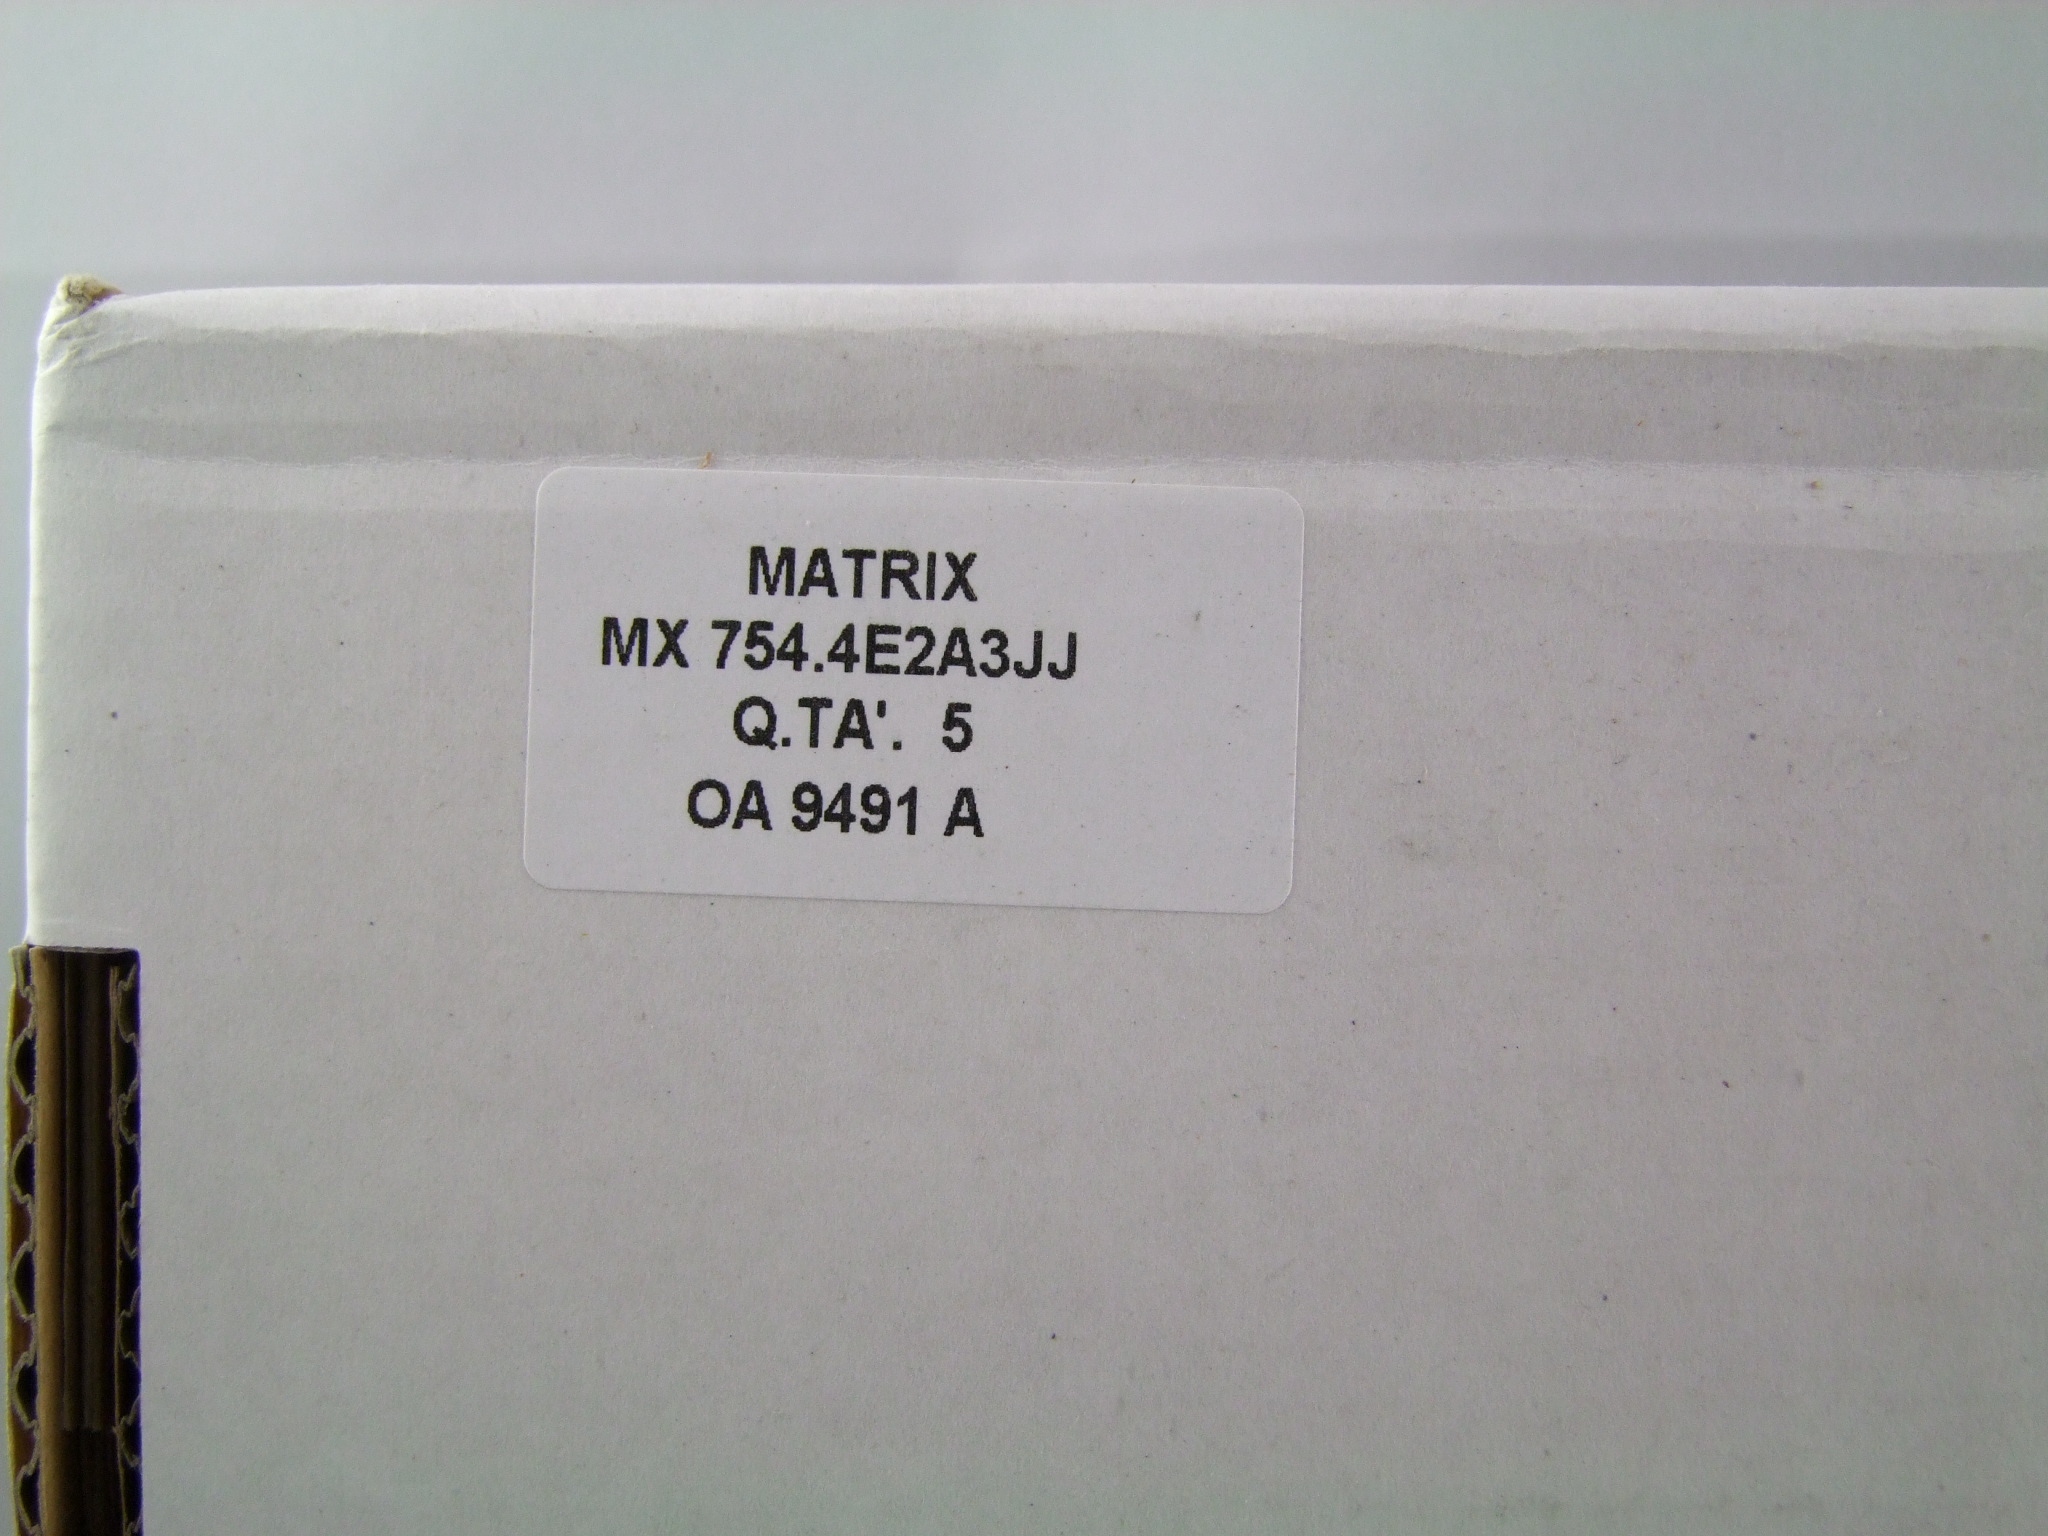 MATRIX
MX 754.4E2A3JJ
Q.TA'. 5
OA 9491 A